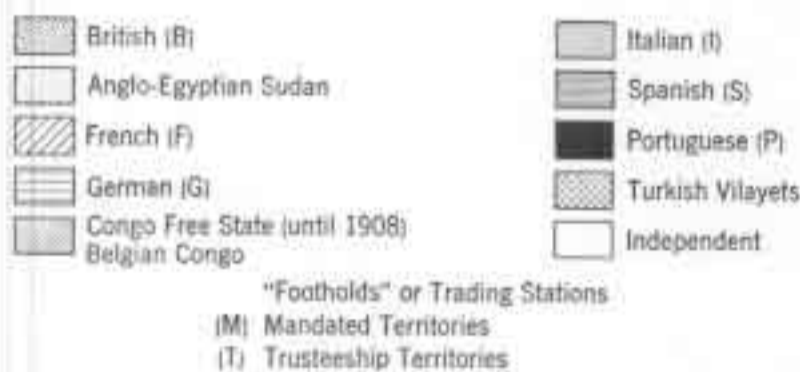 British (B)
Anglo-Egyptian Sudan
French (F)
German (G)
Congo Free State (until 1908)
Belgian Congo
Italian (I)
Spanish (S)
Portuguese (P)
Turkish Vilayets
Independent
"Footholds" or Trading Stations
(M) Mandated Territories
(T) Trusteeship Territories